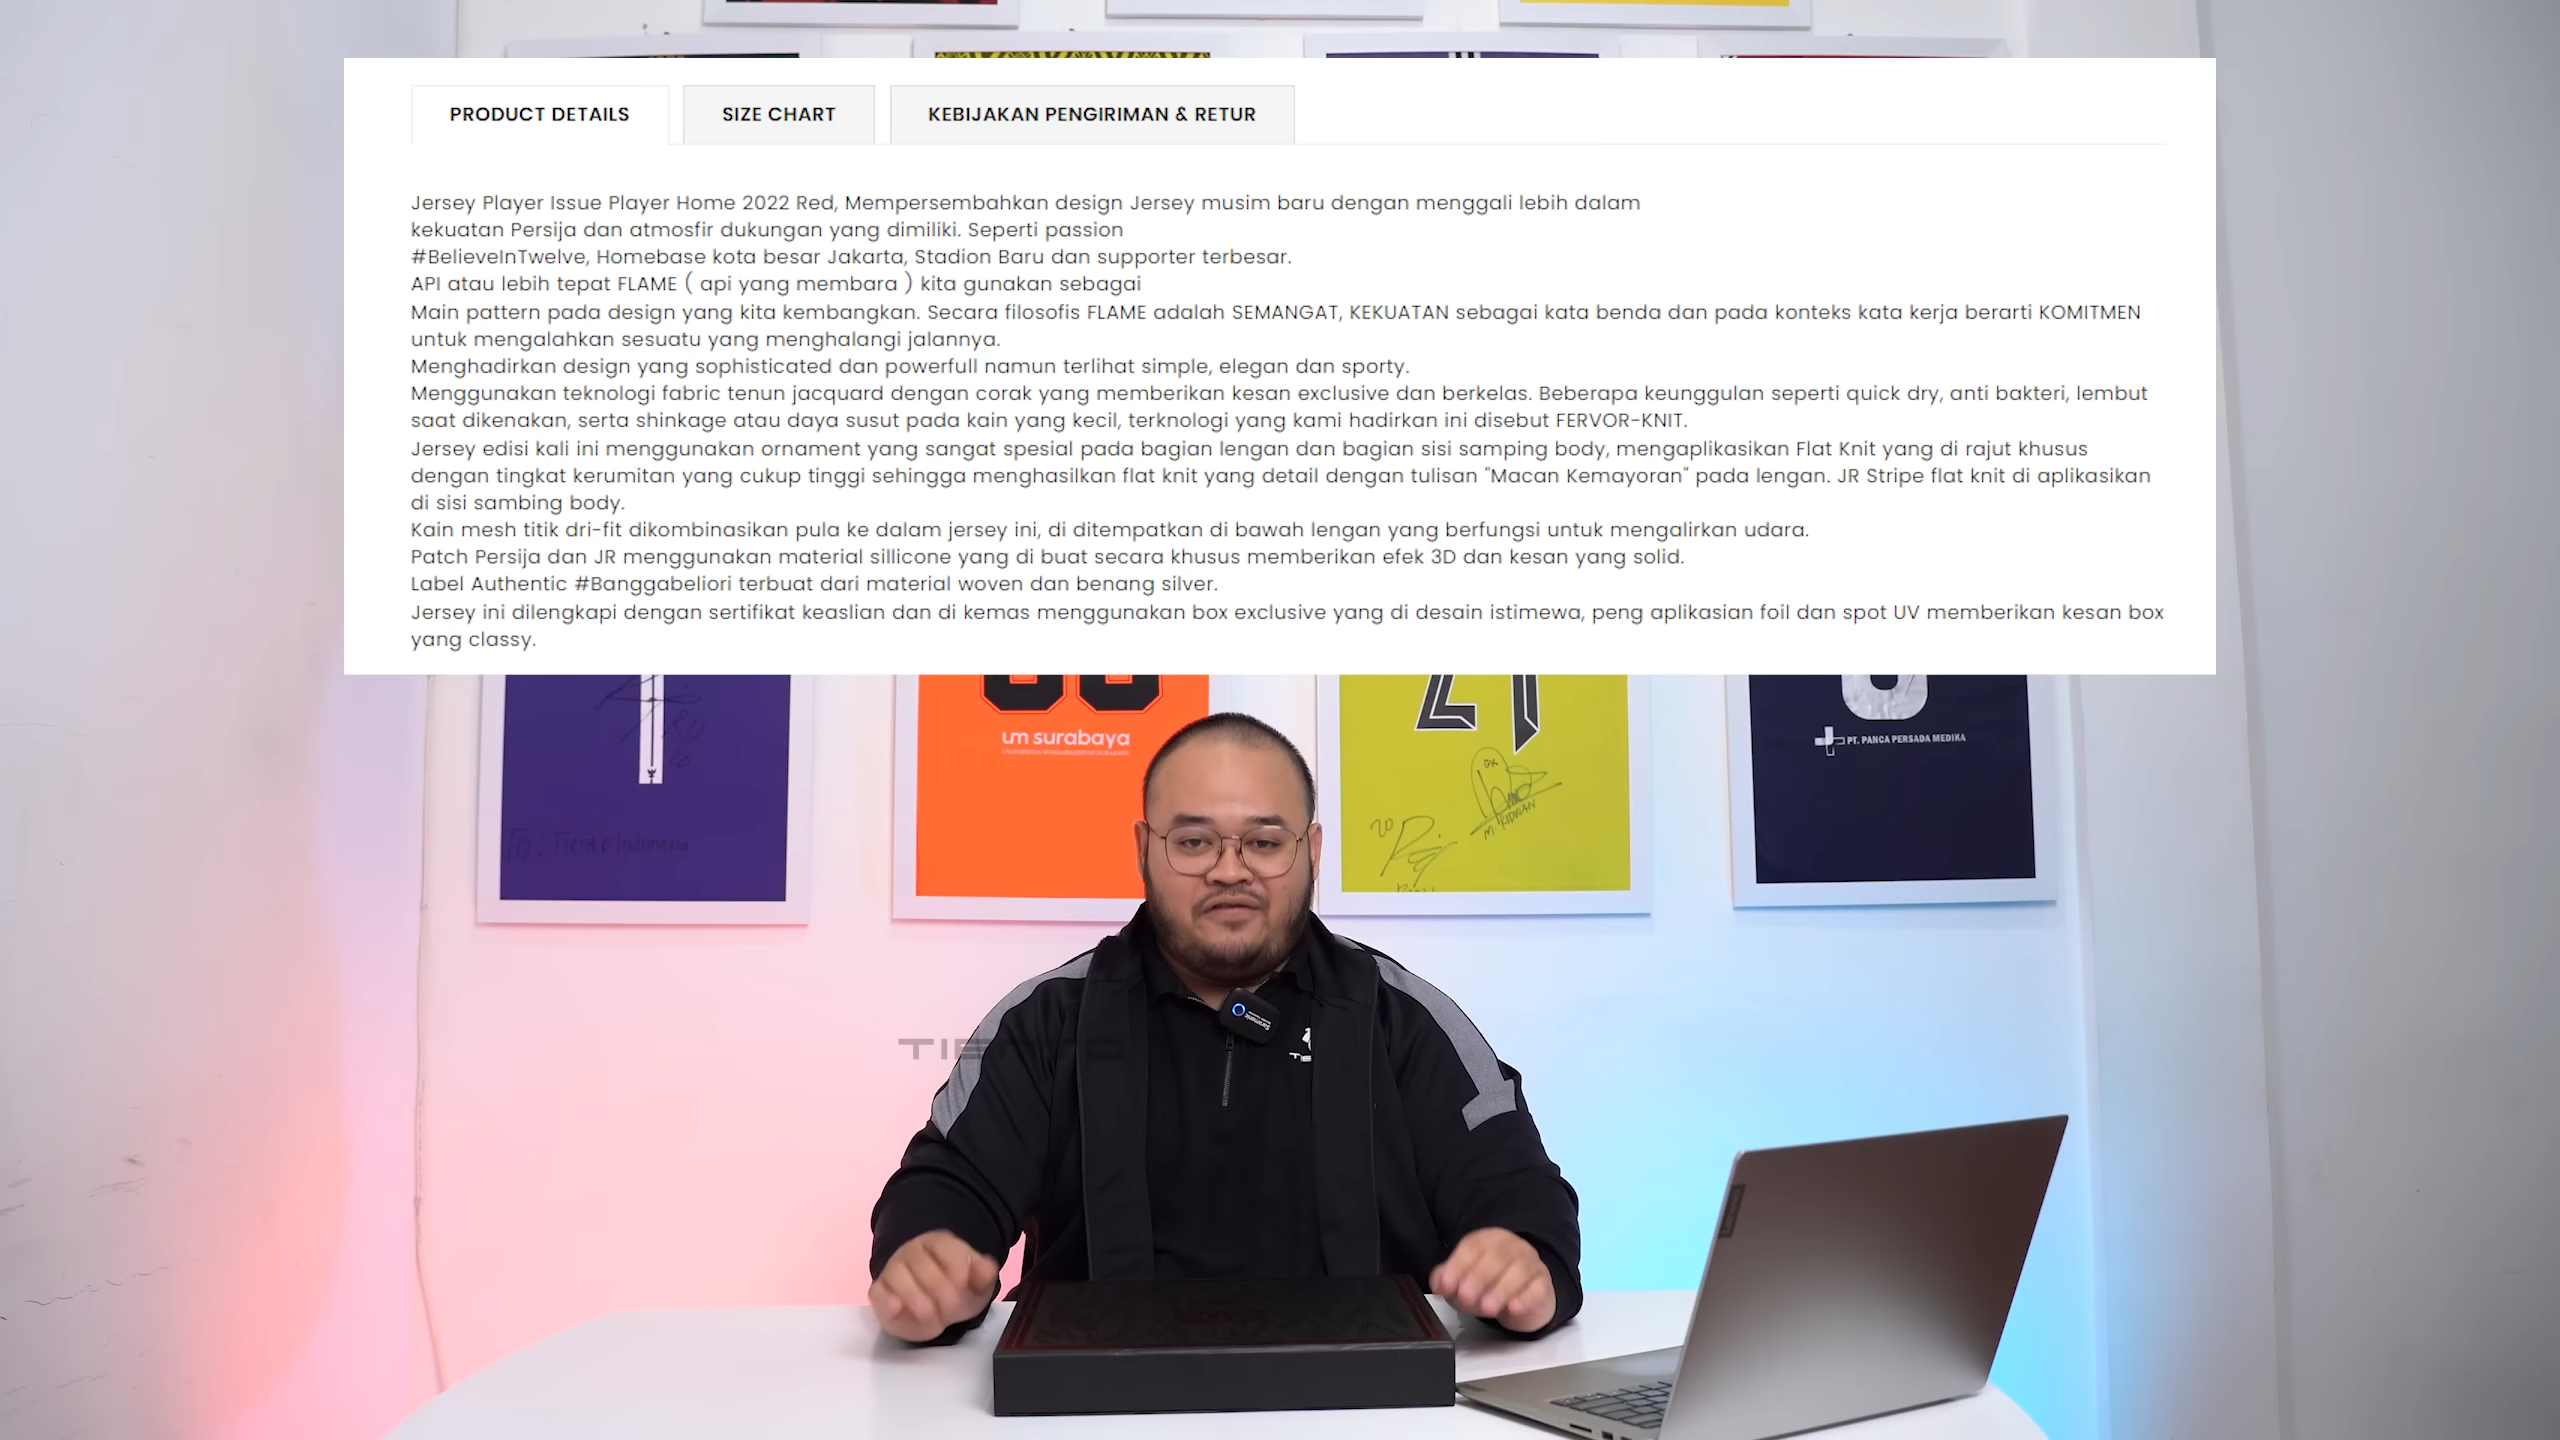 PRODUCT DETAILS
SIZE CHART
KEBIJAKAN PENGIRIMAN & RETUR
Jersey Player Issue Player Home 2022 Red, Mempersembahkan design Jersey musim baru dengan menggali lebih dalam
kekuatan Persija dan atmosfir dukungan yang dimiliki. Seperti passion
#BelieveInTwelve, Homebase kota besar Jakarta, Stadion Baru dan supporter terbesar.
API atau lebih tepat FLAME ( api yang membara ) kita gunakan sebagai
Main pattern pada design yang kita kembangkan. Secara filosofis FLAME adalah SEMANGAT, KEKUATAN sebagai kata benda dan pada konteks kata kerja berarti KOMITMEN
untuk mengalahkan sesuatu yang menghalangi jalannya.
Menghadirkan design yang sophisticated dan powerfull namun terlihat simple, elegan dan sporty.
Menggunakan teknologi fabric tenun jacquard dengan corak yang memberikan kesan exclusive dan berkelas. Beberapa keunggulan seperti quick dry, anti bakteri, lembut
saat dikenakan, serta shinkage atau daya susut pada kain yang kecil, terknologi yang kami hadirkan ini disebut FERVOR-KNIT.
Jersey edisi kali ini menggunakan ornament yang sangat spesial pada bagian lengan dan bagian sisi samping body, mengaplikasikan Flat Knit yang di rajut khusus
dengan tingkat kerumitan yang cukup tinggi sehingga menghasilkan flat knit yang detail dengan tulisan "Macan Kemayoran" pada lengan. JR Stripe flat knit di aplikasikan
di sisi sambing body.
Kain mesh titik dri-fit dikombinasikan pula ke dalam jersey ini, di ditempatkan di bawah lengan yang berfungsi untuk mengalirkan udara.
Patch Persija dan JR menggunakan material sillicone yang di buat secara khusus memberikan efek 3D dan kesan yang solid.
Label Authentic #Banggabeliori terbuat dari material woven dan benang silver.
Jersey ini dilengkapi dengan sertifikat keaslian dan di kemas menggunakan box exclusive yang di desain istimewa, peng aplikasian foil dan spot UV memberikan kesan box
yang classy.
um surabaya
UNIVERSITAS MUHAMMADIYAH SURABAYA
PT. PANCA PERSADA MEDIKA
Tiento Indonesia
20
GK
M. RIDHUAN
Saramonic
TIENTO
Lenovo